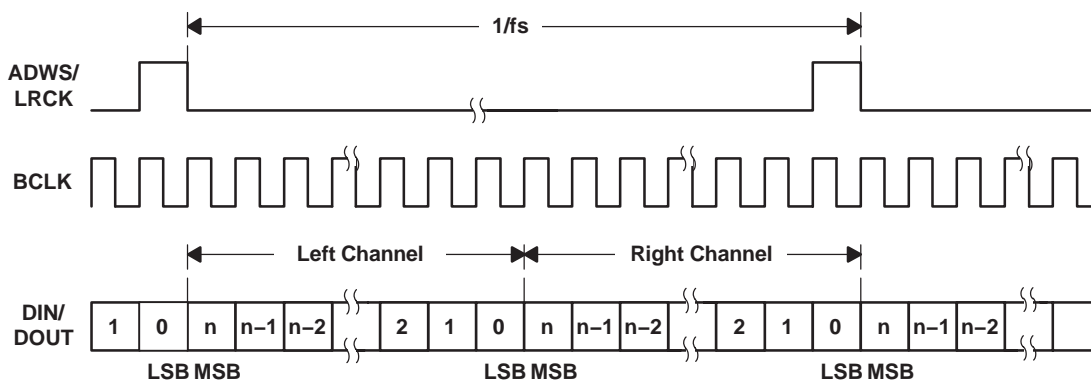 1/fs
ADWS/
LRCK
BCLK
Left Channel
Right Channel
DIN/
DOUT
1 0 n n–1 n–2 2 1 0 n n–1 n–2 2 1 0 n n–1 n–2
LSB MSB LSB MSB LSB MSB